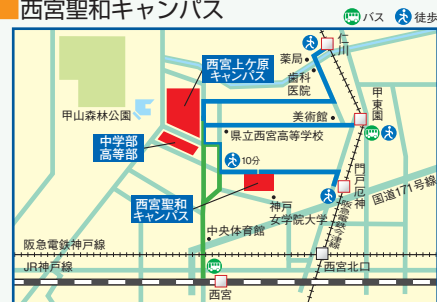 西宮聖和キャンパス
バス 徒歩
仁川
薬局
歯科
医院
西宮上ケ原
キャンパス
甲東園
甲山森林公園
美術館
県立西宮高等学校
中学部
高等部
10分
門戸厄神
西宮聖和
キャンパス
神戸
女学院大学
国道171号線
阪急電鉄今津線
中央体育館
阪急電鉄神戸線
西宮北口
JR神戸線
西宮